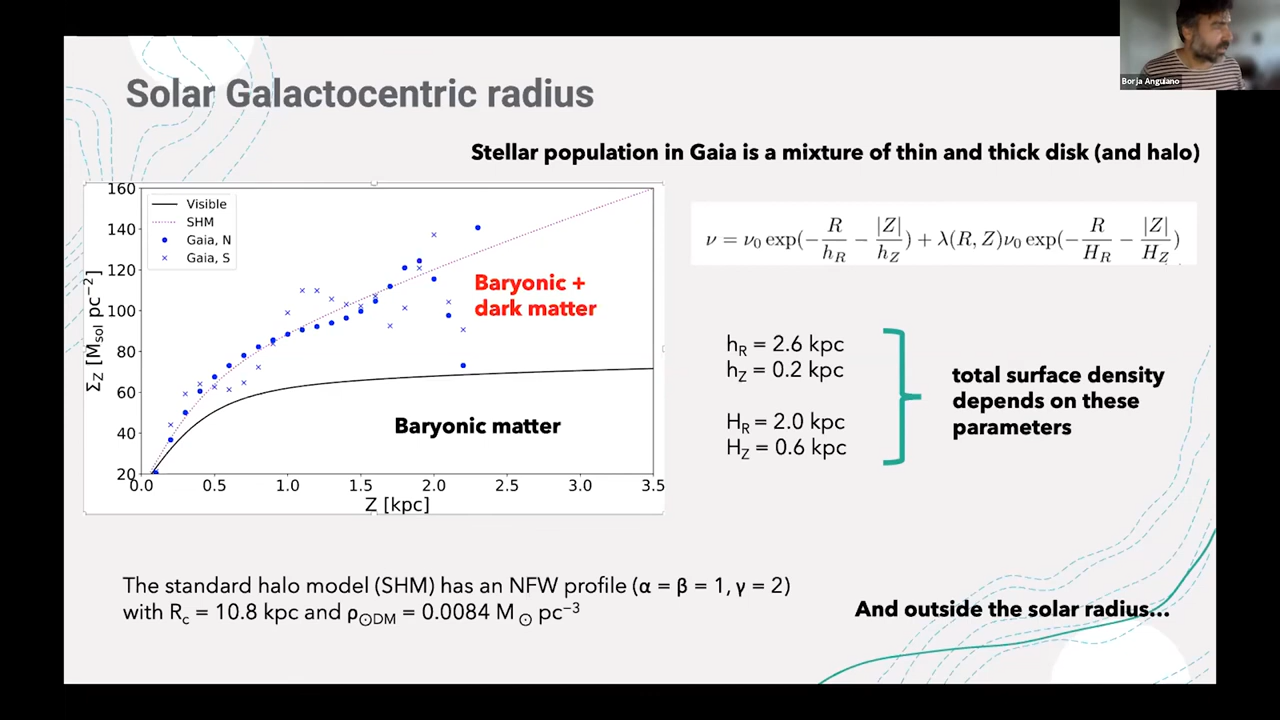 Borja Anguiano
Solar Galactocentric radius
Stellar population in Gaia is a mixture of thin and thick disk (and halo)
160
140
120
100
80
60
40
20
Σ_Z [M_sol pc⁻²]
Visible
SHM
Gaia, N
Gaia, S
Baryonic +
dark matter
Baryonic matter
0.0 0.5 1.0 1.5 2.0 2.5 3.0 3.5
Z [kpc]
ν = ν₀ exp(−R/h_R − |Z|/h_Z) + λ(R, Z)ν₀ exp(−R/H_R − |Z|/H_Z)
h_R = 2.6 kpc
h_Z = 0.2 kpc
H_R = 2.0 kpc
H_Z = 0.6 kpc
total surface density
depends on these
parameters
The standard halo model (SHM) has an NFW profile (α = β = 1, γ = 2)
with R_c = 10.8 kpc and ρ_⊙DM = 0.0084 M_⊙ pc⁻³
And outside the solar radius...